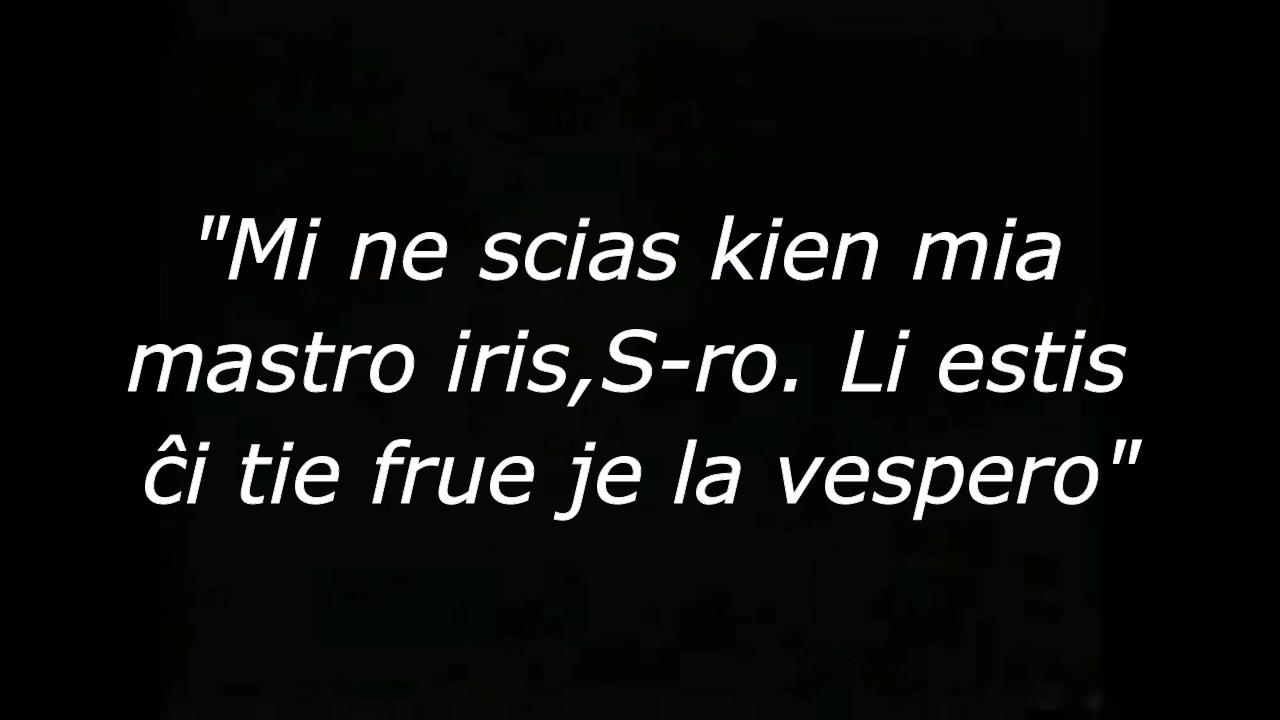 "Mi ne scias kien mia
mastro iris,S-ro. Li estis
ĉi tie frue je la vespero"